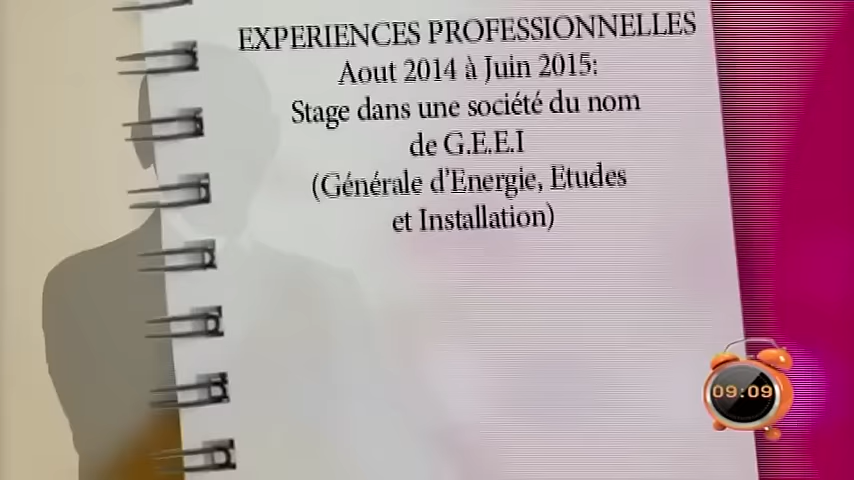 EXPERIENCES PROFESSIONNELLES
Aout 2014 à Juin 2015:
Stage dans une société du nom
de G.E.E.I
(Générale d'Energie, Etudes
et Installation)
09:09